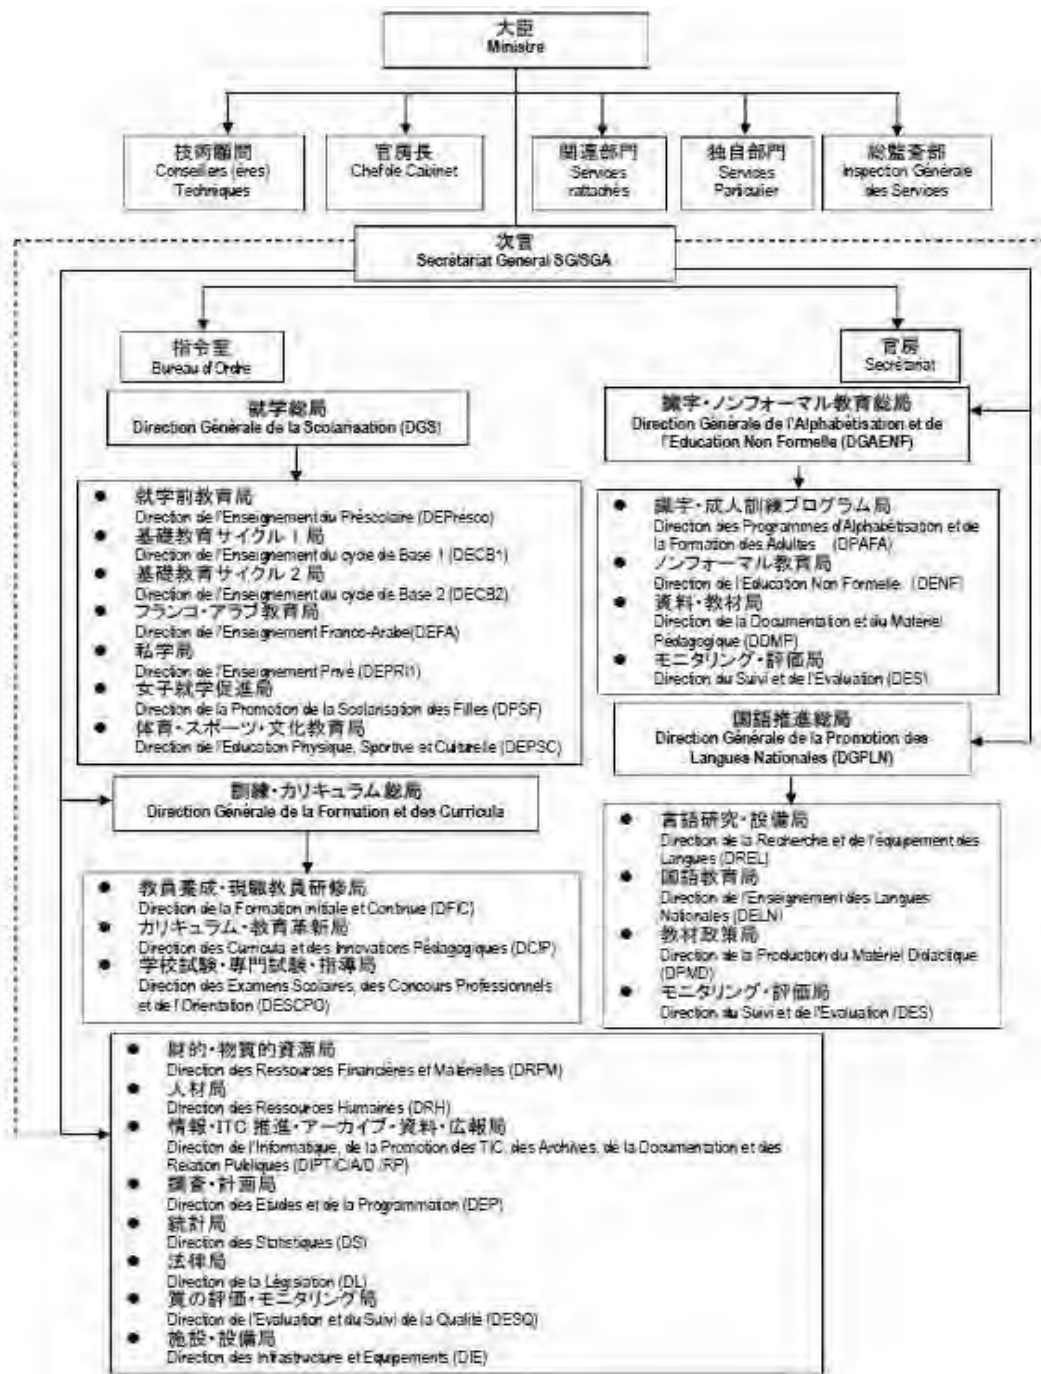 大臣
Ministre
技術顧問
Conseillers (ères)
Techniques
官房長
Chef de Cabinet
関連部門
Services
rattachés
独自部門
Services
Particulier
総監査部
Inspection Générale
des Services
次官
Secrétariat General SG/SGA
指令室
Bureau d'Ordre
官房
Secrétariat
就学総局
Direction Générale de la Scolarisation (DGS)
● 就学前教育局
Direction de l'Enseignement du Préscolaire (DEPrésco)
● 基礎教育サイクル1局
Direction de l'Enseignement du cycle de Base 1 (DECB1)
● 基礎教育サイクル2局
Direction de l'Enseignement du cycle de Base 2 (DECB2)
● フランコ・アラブ教育局
Direction de l'Enseignement Franco-Arabe(DEFA)
● 私学局
Direction de l'Enseignement Privé (DEPRI1)
● 女子就学促進局
Direction de la Promotion de la Scolarisation des Filles (DPSF)
● 体育・スポーツ・文化教育局
Direction de l'Education Physique, Sportive et Culturelle (DEPSC)
訓練・カリキュラム総局
Direction Générale de la Formation et des Curricula
● 教員養成・現職教員研修局
Direction de la Formation initiale et Continue (DFIC)
● カリキュラム・教育革新局
Direction des Curricula et des Innovations Pédagogiques (DCIP)
● 学校試験・専門試験・指導局
Direction des Examens Scolaires, des Concours Professionnels
et de l'Orientation (DESCPO)
識字・ノンフォーマル教育総局
Direction Générale de l'Alphabétisation et de
l'Education Non Formelle (DGAENF)
● 識字・成人訓練プログラム局
Direction des Programmes d'Alphabétisation et de
la Formation des Adultes (DPAFA)
● ノンフォーマル教育局
Direction de l'Education Non Formelle (DENF)
● 資料・教材局
Direction de la Documentation et du Matériel
Pédagogique (DDMP)
● モニタリング・評価局
Direction du Suivi et de l'Evaluation (DES)
国語推進総局
Direction Générale de la Promotion des
Langues Nationales (DGPLN)
● 言語研究・設備局
Direction de la Recherche et de l'équipement des
Langues (DREL)
● 国語教育局
Direction de l'Enseignement des Langues
Nationales (DELN)
● 教材政策局
Direction de la Production du Matériel Didactique
(DPMD)
● モニタリング・評価局
Direction du Suivi et de l'Evaluation (DES)
● 財的・物質的資源局
Direction des Ressources Financières et Matérielles (DRFM)
● 人材局
Direction des Ressources Humaines (DRH)
● 情報・ITC 推進・アーカイブ・資料・広報局
Direction de l'Informatique, de la Promotion des TIC, des Archives, de la Documentation et des
Relation Publiques (DIPTIC/A/D /RP)
● 調査・計画局
Direction des Etudes et de la Programmation (DEP)
● 統計局
Direction des Statistiques (DS)
● 法律局
Direction de la Législation (DL)
● 質の評価・モニタリング局
Direction de l'Evaluation et du Suivi de la Qualité (DESQ)
● 施設・設備局
Direction des Infrastructure et Equipements (DIE)